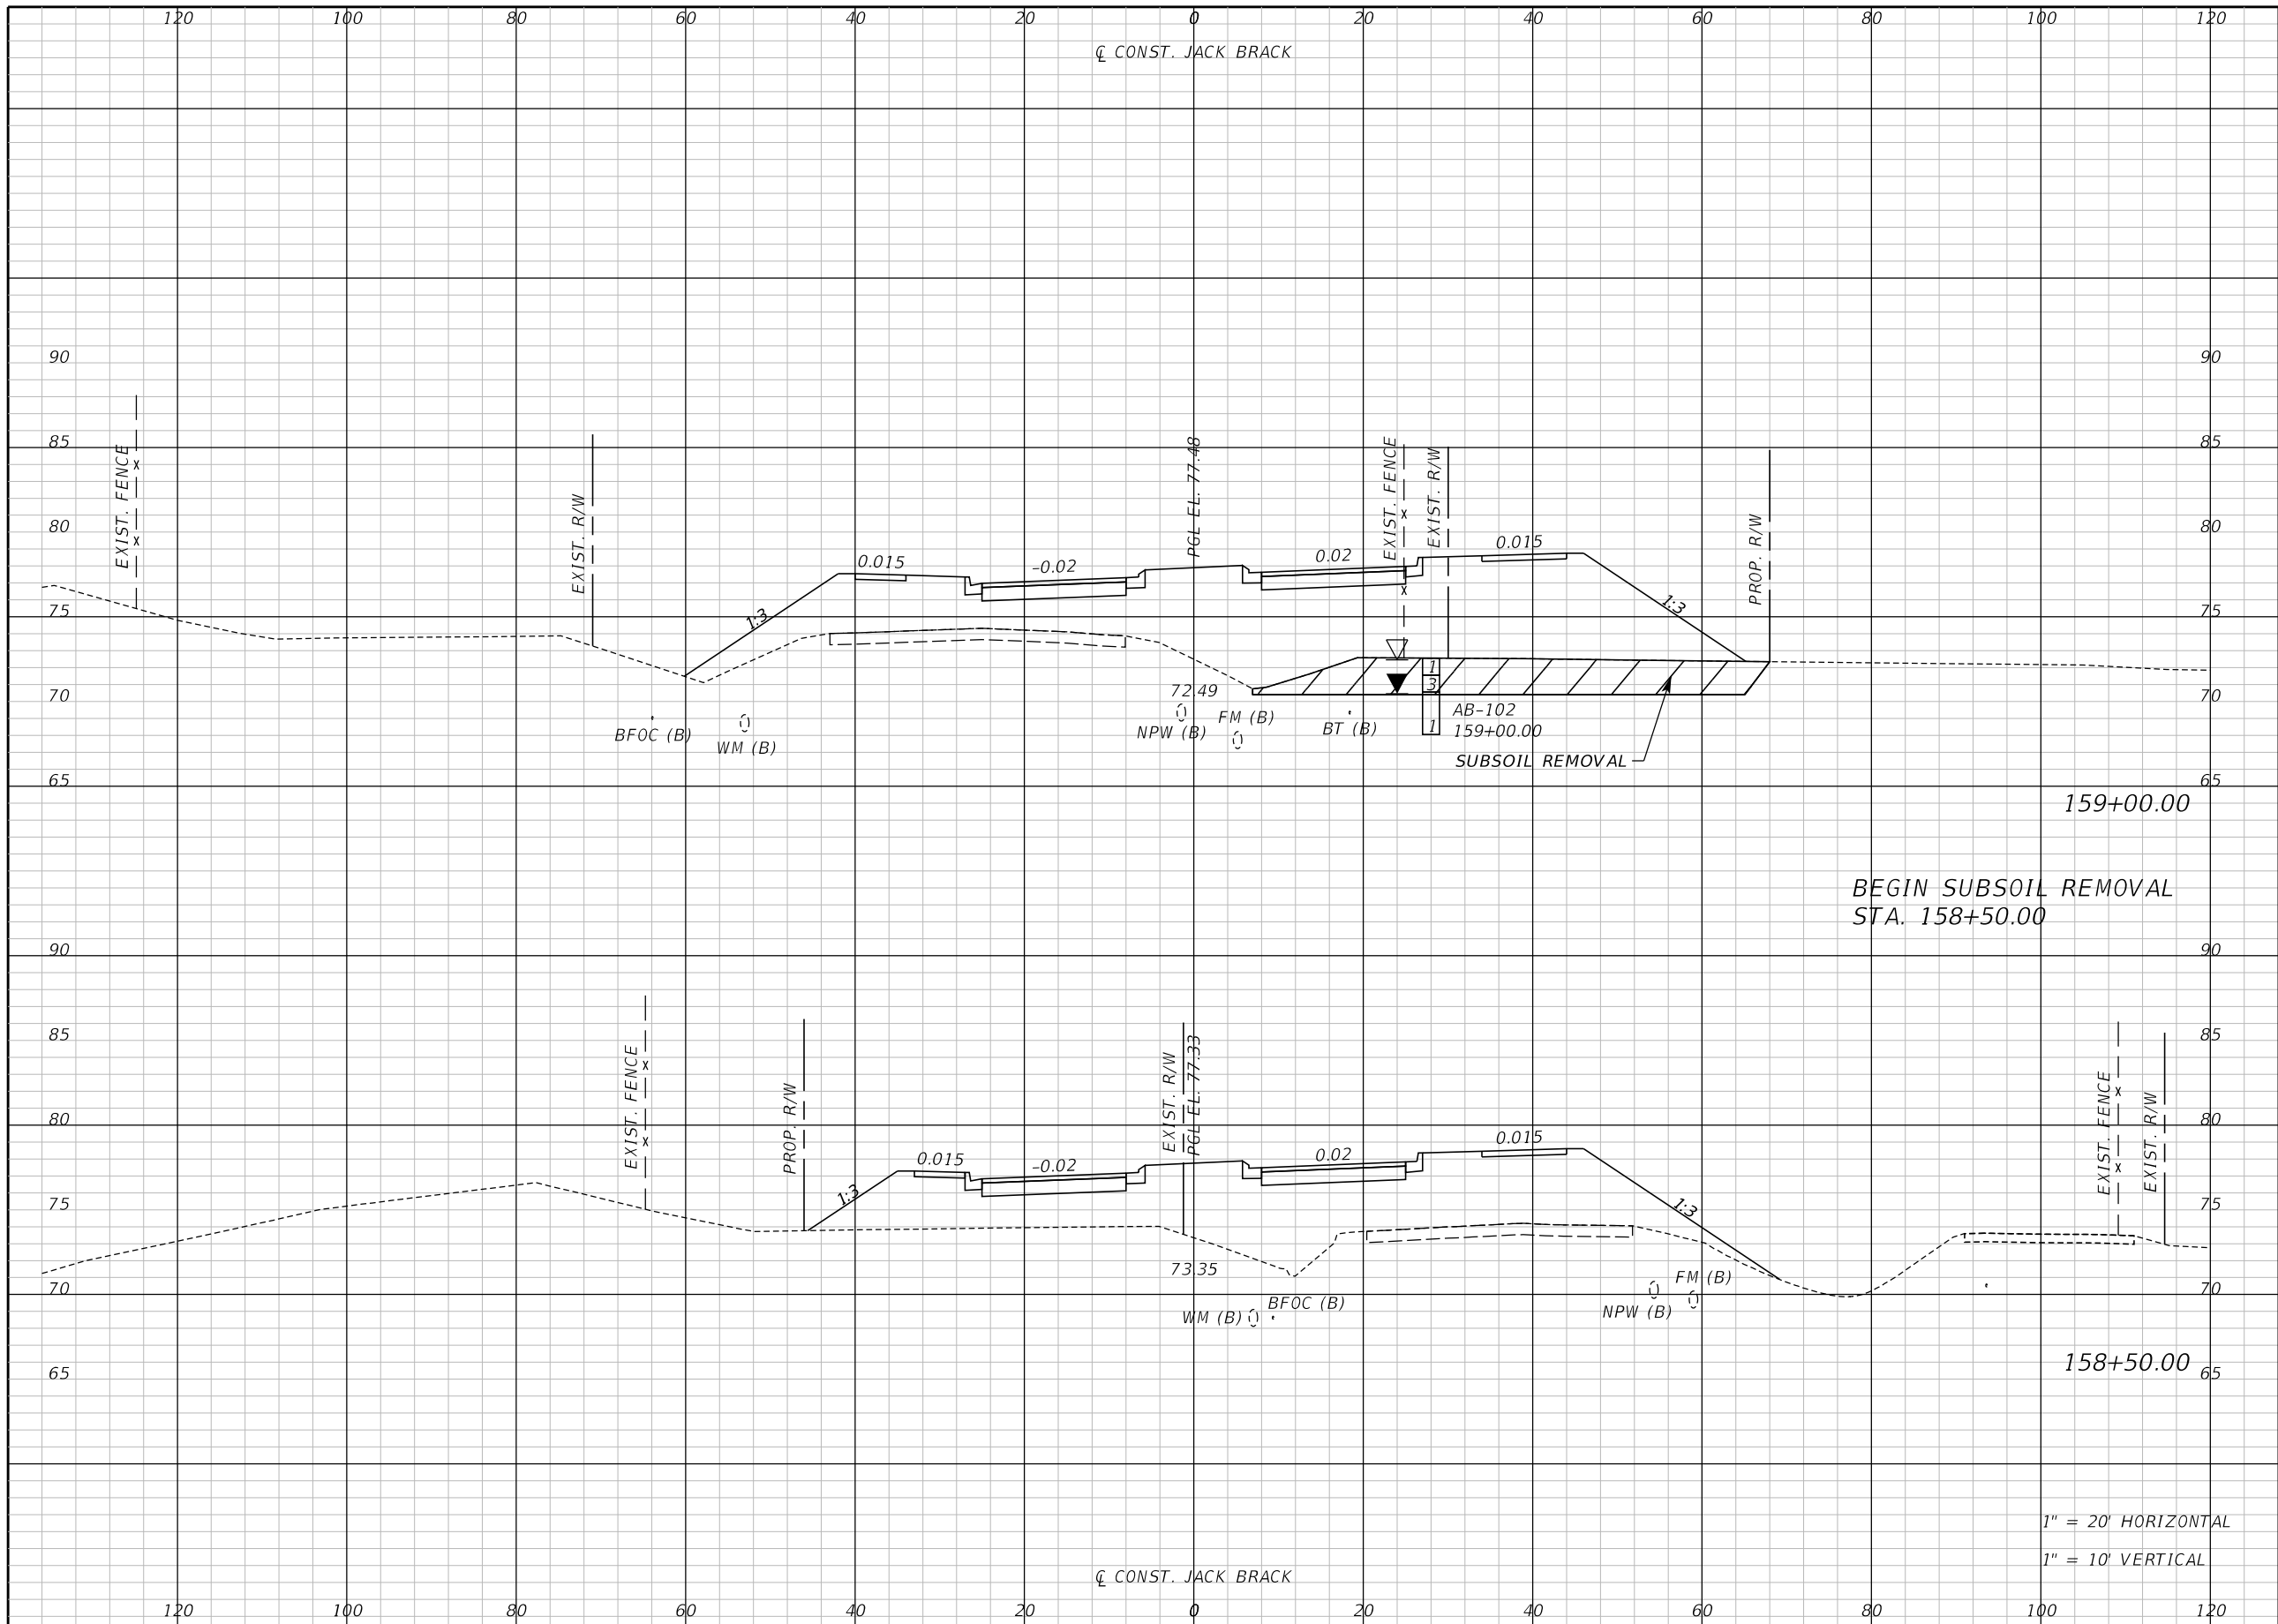 120 100 80 60 40 20 0 20 40 60 80 100 120
℄ CONST. JACK BRACK
90 90
85 85
EXIST. FENCE
EXIST. R/W
PGL EL. 77.48
EXIST. FENCE
EXIST. R/W
PROP. R/W
80 80
0.015 -0.02 0.02 0.015
1:3 1:3
75 75
70 72.49 70
1
3
1
BFOC (B)
WM (B)
NPW (B)
FM (B)
BT (B)
AB-102
159+00.00
SUBSOIL REMOVAL
65 65
159+00.00
BEGIN SUBSOIL REMOVAL
STA. 158+50.00
90 90
85 85
EXIST. FENCE
PROP. R/W
EXIST. R/W
PGL EL. 77.33
EXIST. FENCE
EXIST. R/W
80 80
0.015 -0.02 0.02 0.015
1:3 1:3
75 75
73.35
70 70
WM (B)
BFOC (B)
NPW (B)
FM (B)
158+50.00
65 65
1" = 20' HORIZONTAL
1" = 10' VERTICAL
℄ CONST. JACK BRACK
120 100 80 60 40 20 0 20 40 60 80 100 120